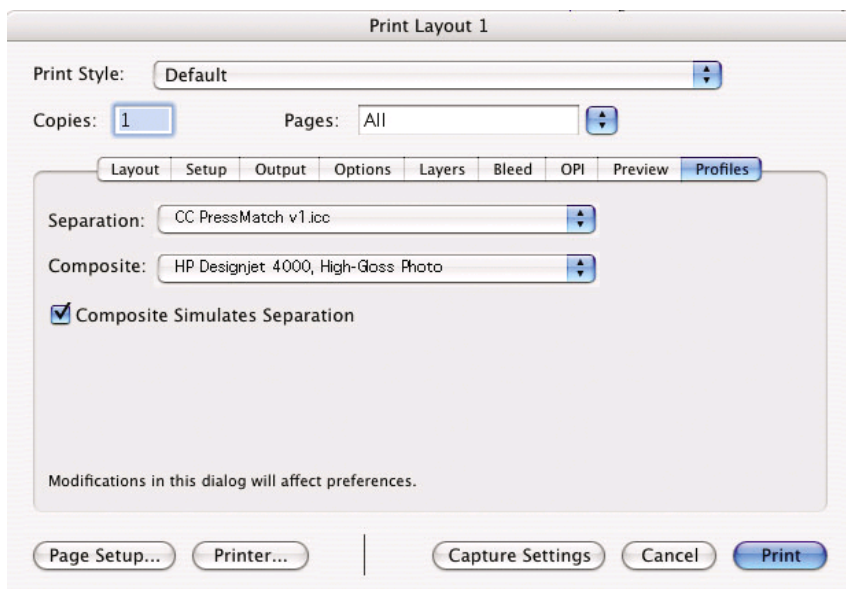 Print Layout 1
Print Style: Default
Copies: 1 Pages: All
Layout Setup Output Options Layers Bleed OPI Preview Profiles
Separation: CC PressMatch v1.icc
Composite: HP Designjet 4000, High-Gloss Photo
Composite Simulates Separation
Modifications in this dialog will affect preferences.
Page Setup... Printer... Capture Settings Cancel Print